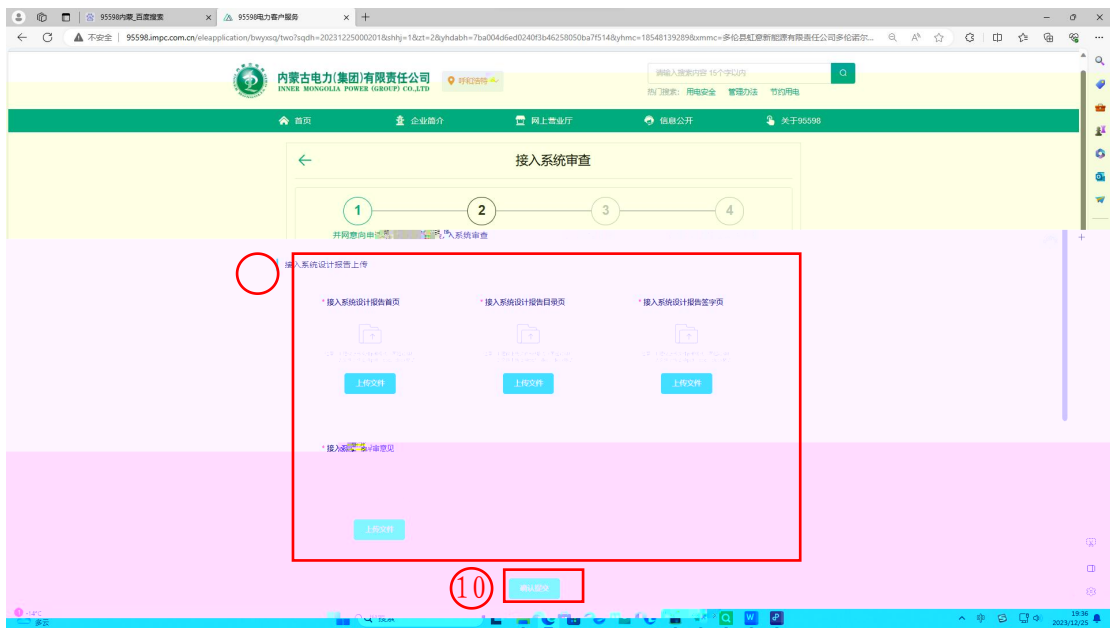 95598内蒙_百度搜索
95598电力客户服务
不安全
95598.impc.com.cn/eleapplication/bwyxsq/two?sqdh=20231225000201&shhj=1&zt=2&yhdabh=7ba004d6ed0240f3b46258050ba7f514&yhmc=18548139289&xmmc=多伦县虹意新能源有限责任公司多伦诺尔...
内蒙古电力(集团)有限责任公司
INNER MONGOLIA POWER (GROUP) CO.,LTD
呼和浩特
请输入搜索内容 15个字以内
热门搜索: 用电安全 管理办法 节约用电
首页
企业简介
网上营业厅
信息公开
关于95598
接入系统审查
1
2
3
4
并网意向申
入系统审查
接入系统设计报告上传
* 接入系统设计报告首页
* 接入系统设计报告目录页
* 接入系统设计报告签字页
上传文件
上传文件
上传文件
* 接入
审意见
上传文件
10
确认提交
-14°C
多云
搜索
中
19:36
2023/12/25